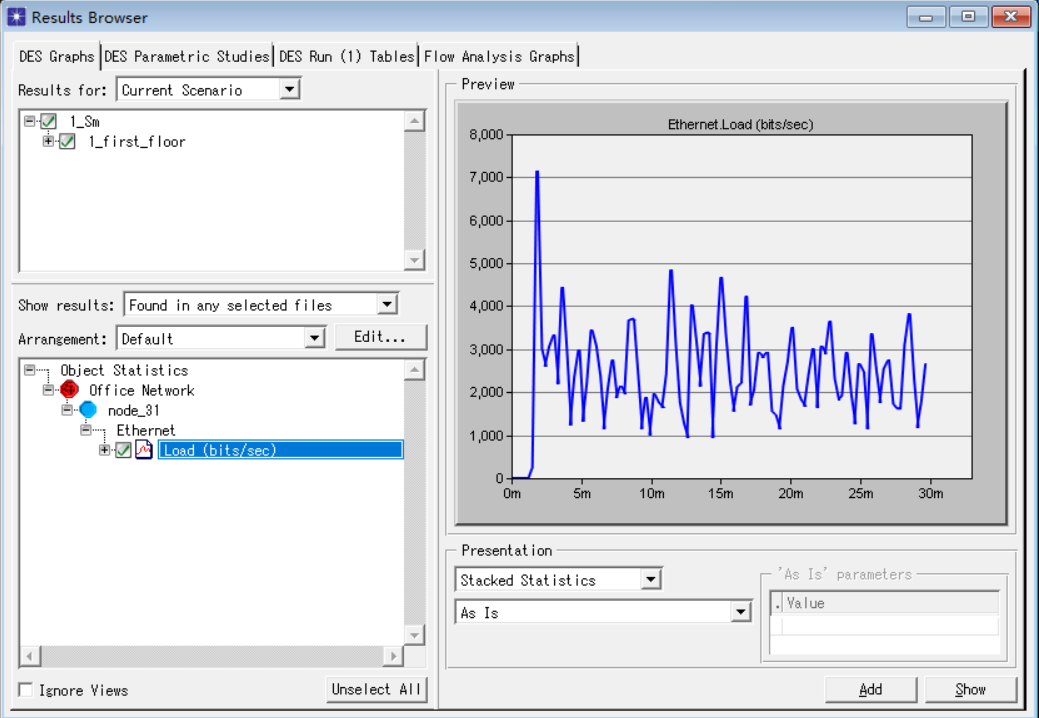 Results Browser
DES Graphs DES Parametric Studies DES Run (1) Tables Flow Analysis Graphs
Results for: Current Scenario
1_Sm
1_first_floor
Show results: Found in any selected files
Arrangement: Default Edit...
Object Statistics
Office Network
node_31
Ethernet
Load (bits/sec)
Ignore Views
Unselect All
Preview
Ethernet.Load (bits/sec)
8,000
7,000
6,000
5,000
4,000
3,000
2,000
1,000
0
0m 5m 10m 15m 20m 25m 30m
Presentation
Stacked Statistics
As Is
'As Is' parameters
. Value
Add Show